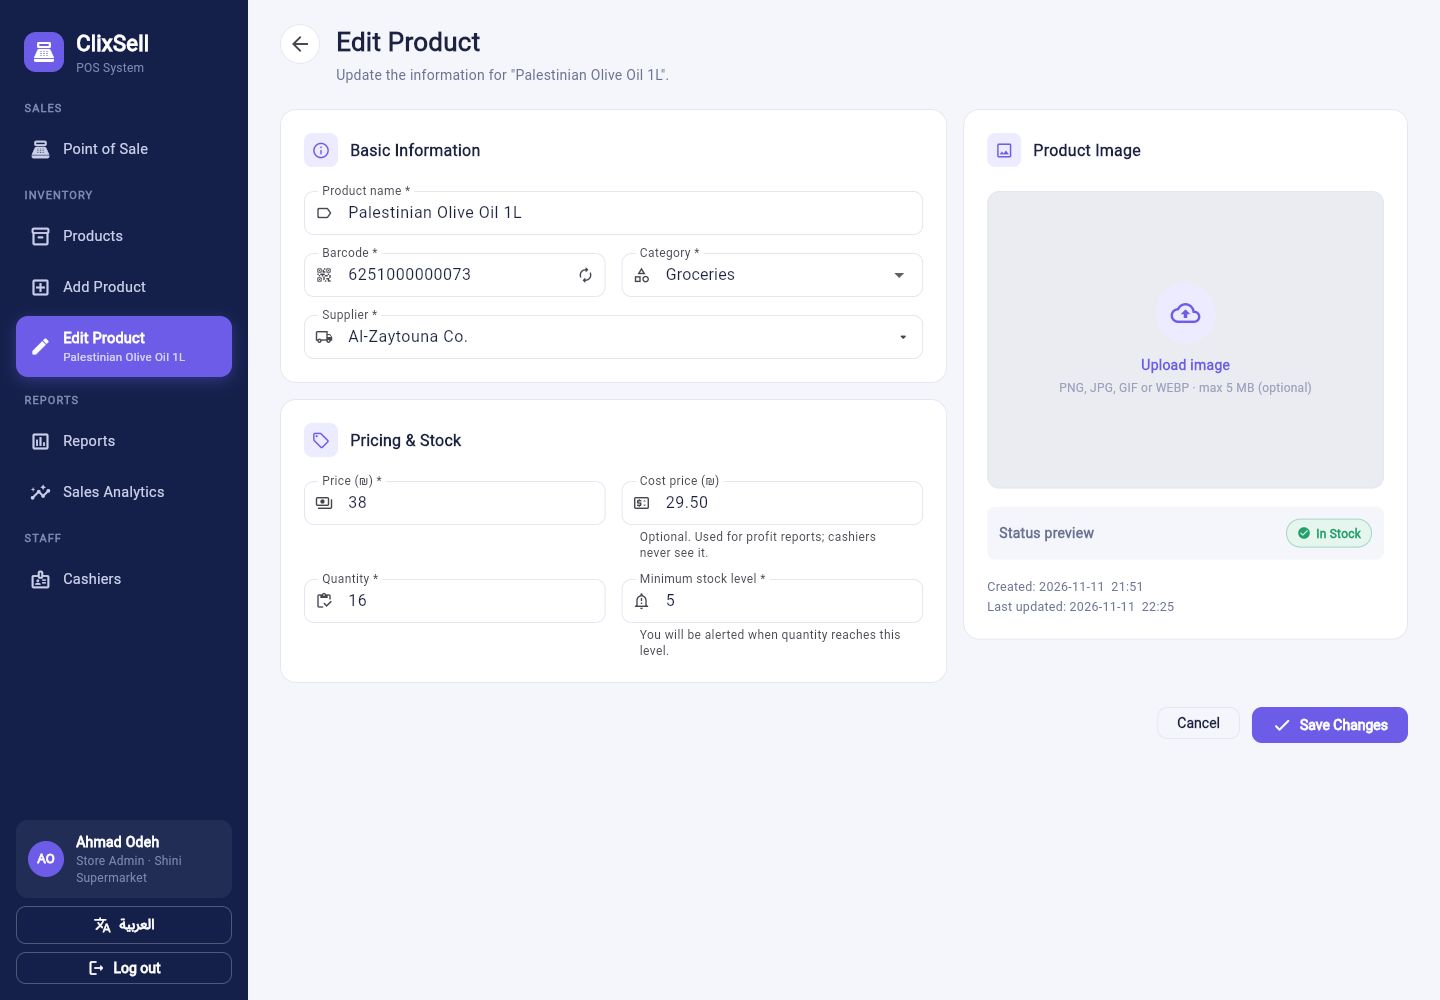 ClixSell
POS System
SALES
Point of Sale
INVENTORY
Products
Add Product
Edit Product
Palestinian Olive Oil 1L
REPORTS
Reports
Sales Analytics
STAFF
Cashiers
AO
Ahmad Odeh
Store Admin · Shini
Supermarket
العربية
Log out
Edit Product
Update the information for "Palestinian Olive Oil 1L".
Basic Information
Product name *
Palestinian Olive Oil 1L
Barcode *
6251000000073
Category *
Groceries
Supplier *
Al-Zaytouna Co.
Pricing & Stock
Price (₪) *
38
Cost price (₪)
29.50
Optional. Used for profit reports; cashiers
never see it.
Quantity *
16
Minimum stock level *
5
You will be alerted when quantity reaches this
level.
Product Image
Upload image
PNG, JPG, GIF or WEBP · max 5 MB (optional)
Status preview
In Stock
Created: 2026-11-11 21:51
Last updated: 2026-11-11 22:25
Cancel
Save Changes